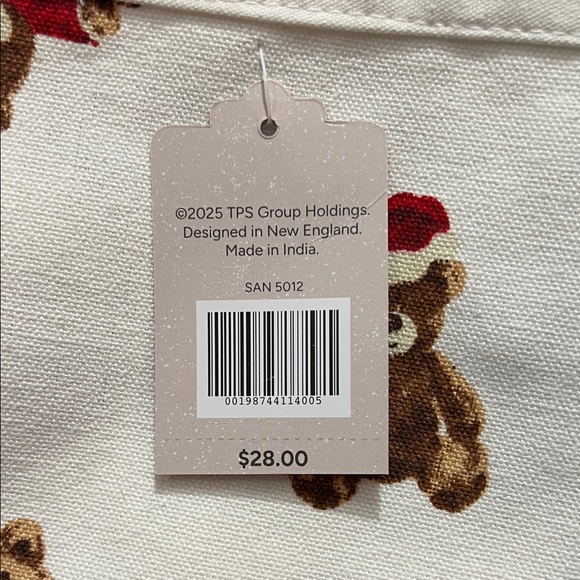 ©2025 TPS Group Holdings.
Designed in New England.
Made in India.
SAN 5012
00198744114005
$28.00